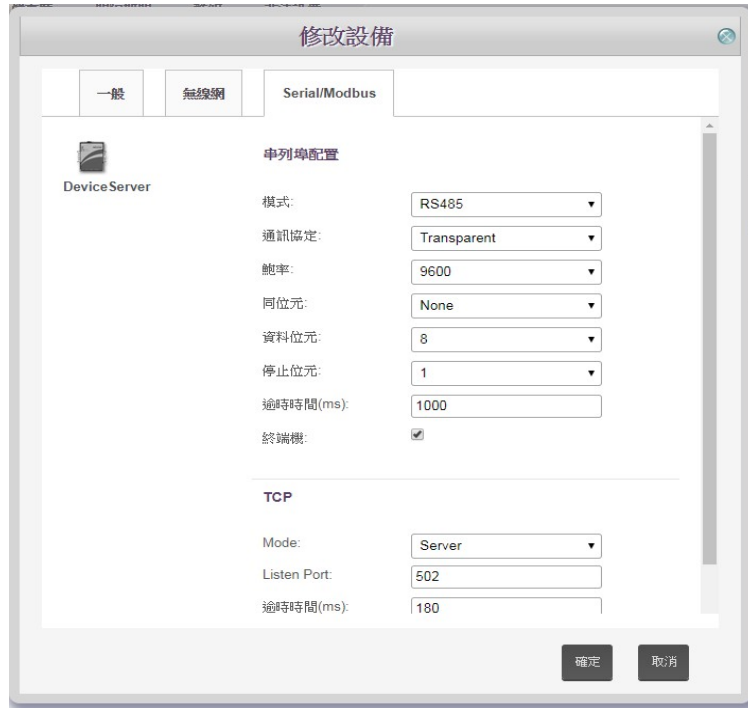 修改設備
一般 無線網 Serial/Modbus
DeviceServer
串列埠配置
模式: RS485
通訊協定: Transparent
鮑率: 9600
同位元: None
資料位元: 8
停止位元: 1
逾時時間(ms): 1000
終端機:
TCP
Mode: Server
Listen Port: 502
逾時時間(ms): 180
確定 取消